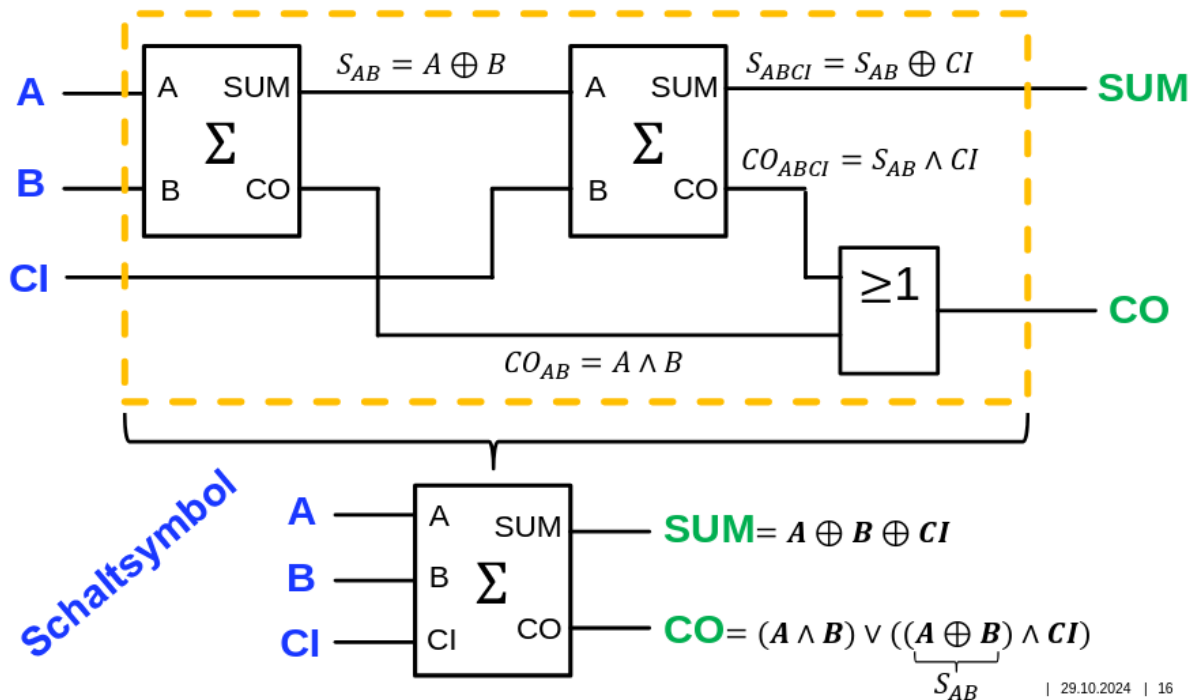 S_AB = A ⊕ B
S_ABCI = S_AB ⊕ CI
A
A
SUM
A
SUM
SUM
Σ
Σ
CO_ABCI = S_AB ∧ CI
B
B
CO
B
CO
CI
≥1
CO
CO_AB = A ∧ B
Schaltsymbol
A
A
SUM
SUM= A ⊕ B ⊕ CI
B
B
Σ
CI
CI
CO
CO= (A ∧ B) ∨ ((A ⊕ B) ∧ CI)
S_AB
| 29.10.2024 | 16